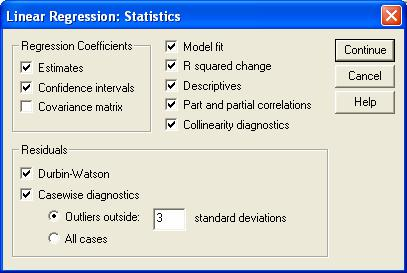 Linear Regression: Statistics
Regression Coefficients
Estimates
Confidence intervals
Covariance matrix
Model fit
R squared change
Descriptives
Part and partial correlations
Collinearity diagnostics
Continue
Cancel
Help
Residuals
Durbin-Watson
Casewise diagnostics
Outliers outside: 3 standard deviations
All cases